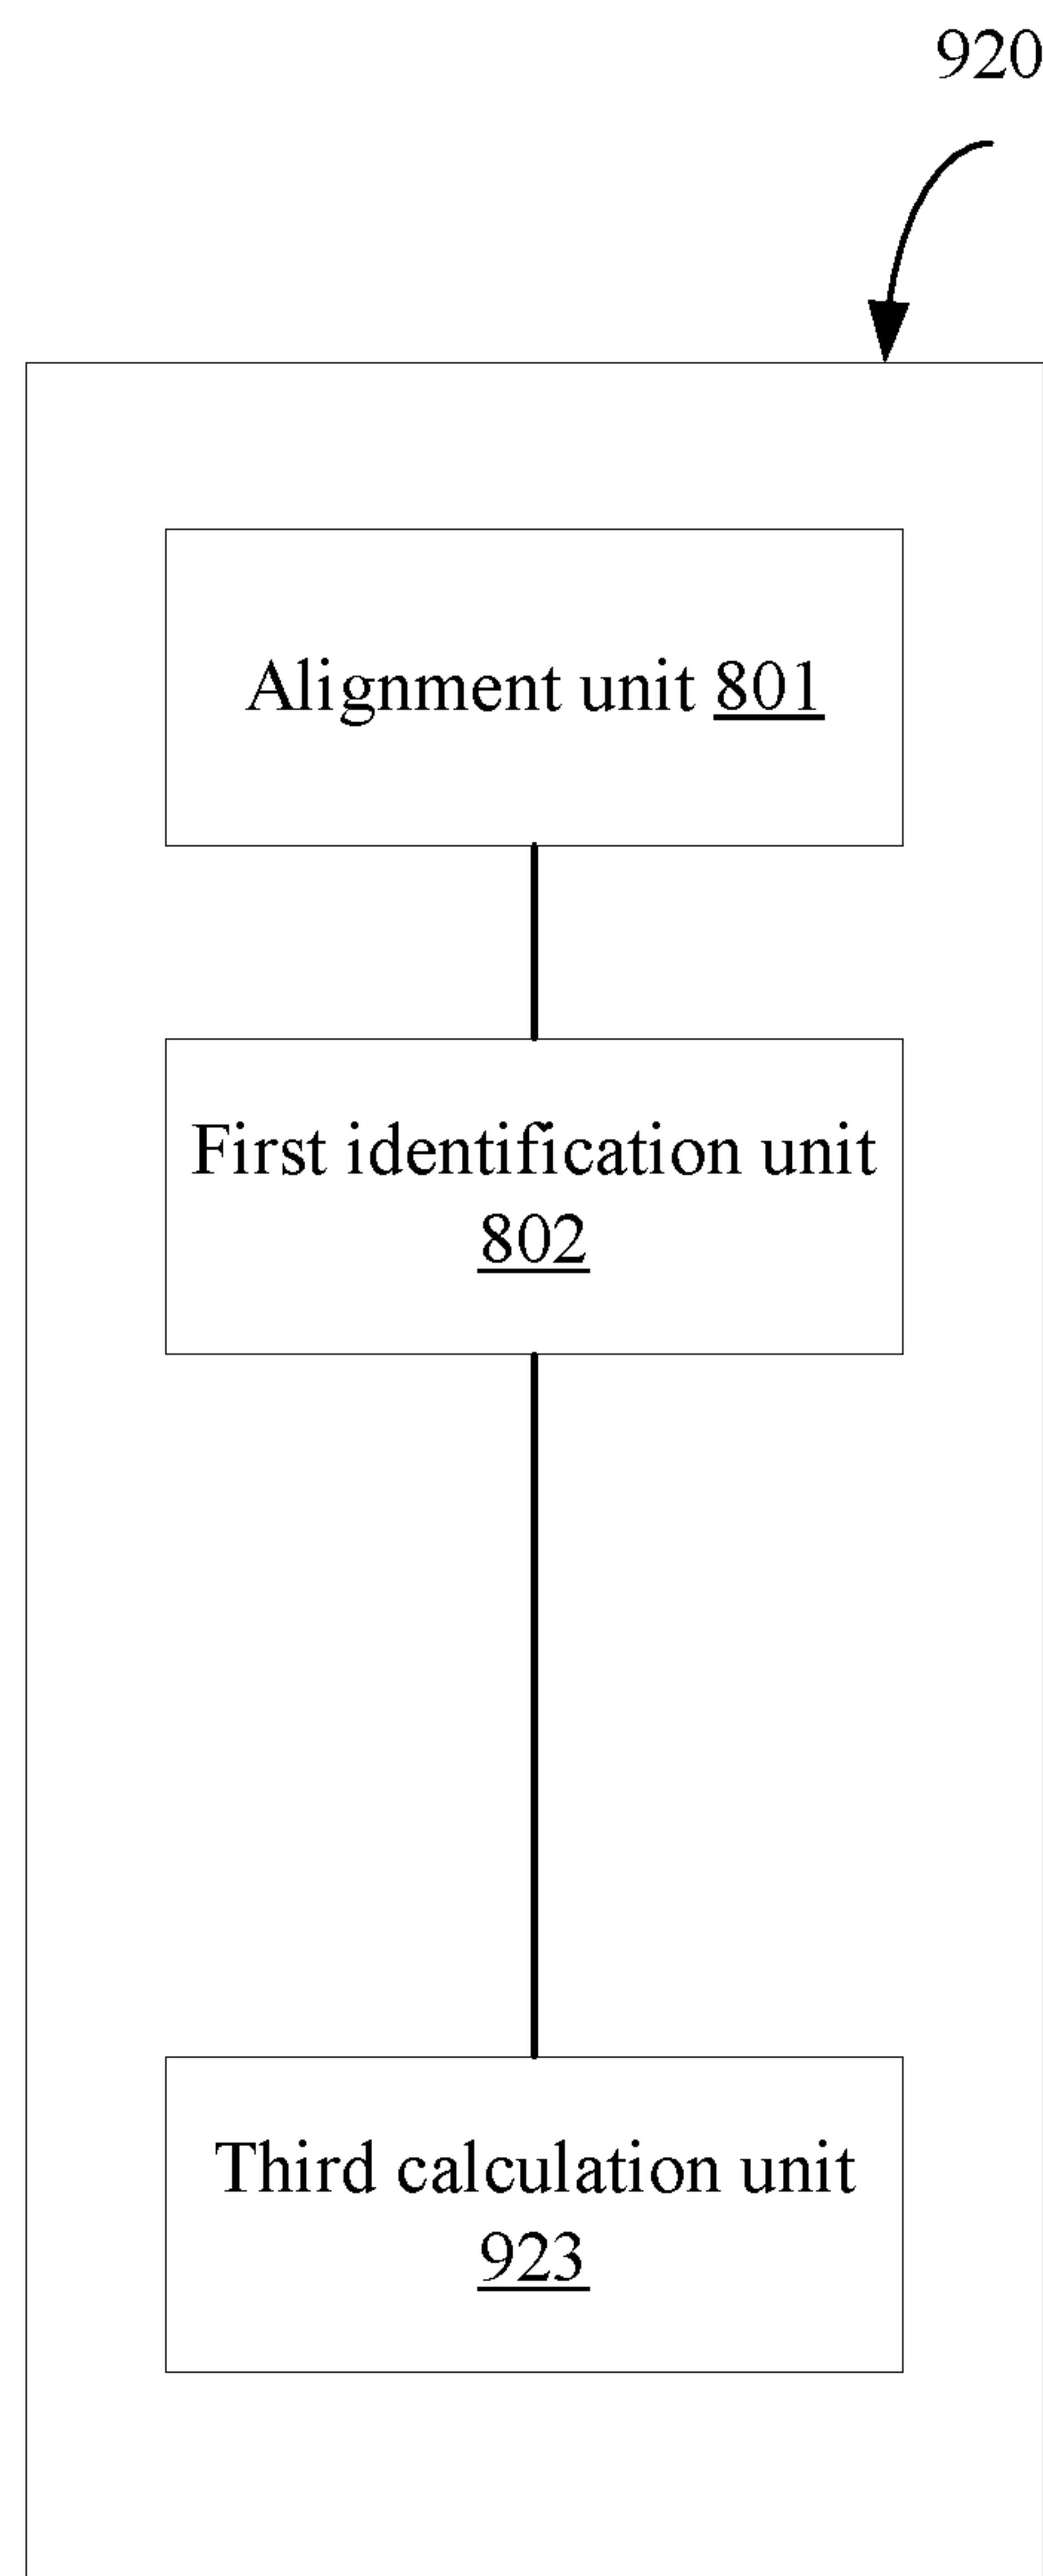 920
Alignment unit 801
First identification unit
802
Third calculation unit
923